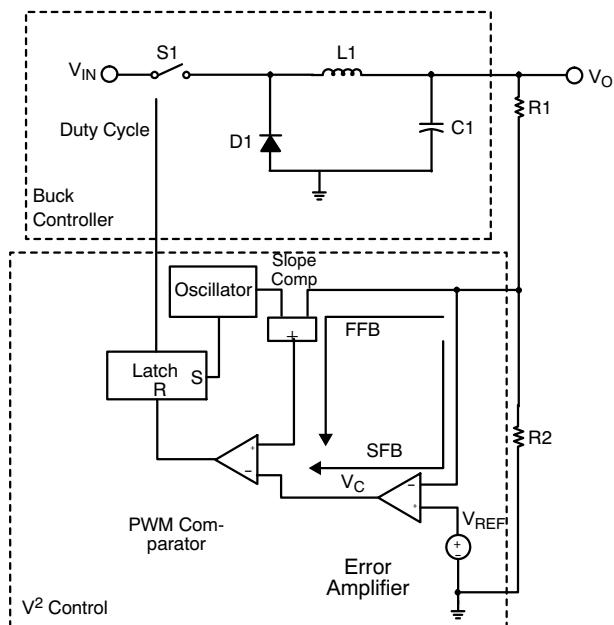 S1
L1
V_IN
V_O
R1
Duty Cycle
D1
C1
Buck
Controller
Slope
Comp
Oscillator
+
FFB
Latch
S
R
R2
SFB
+
−
V_C
−
+
V_REF
PWM Com-
parator
+
−
Error
Amplifier
V² Control